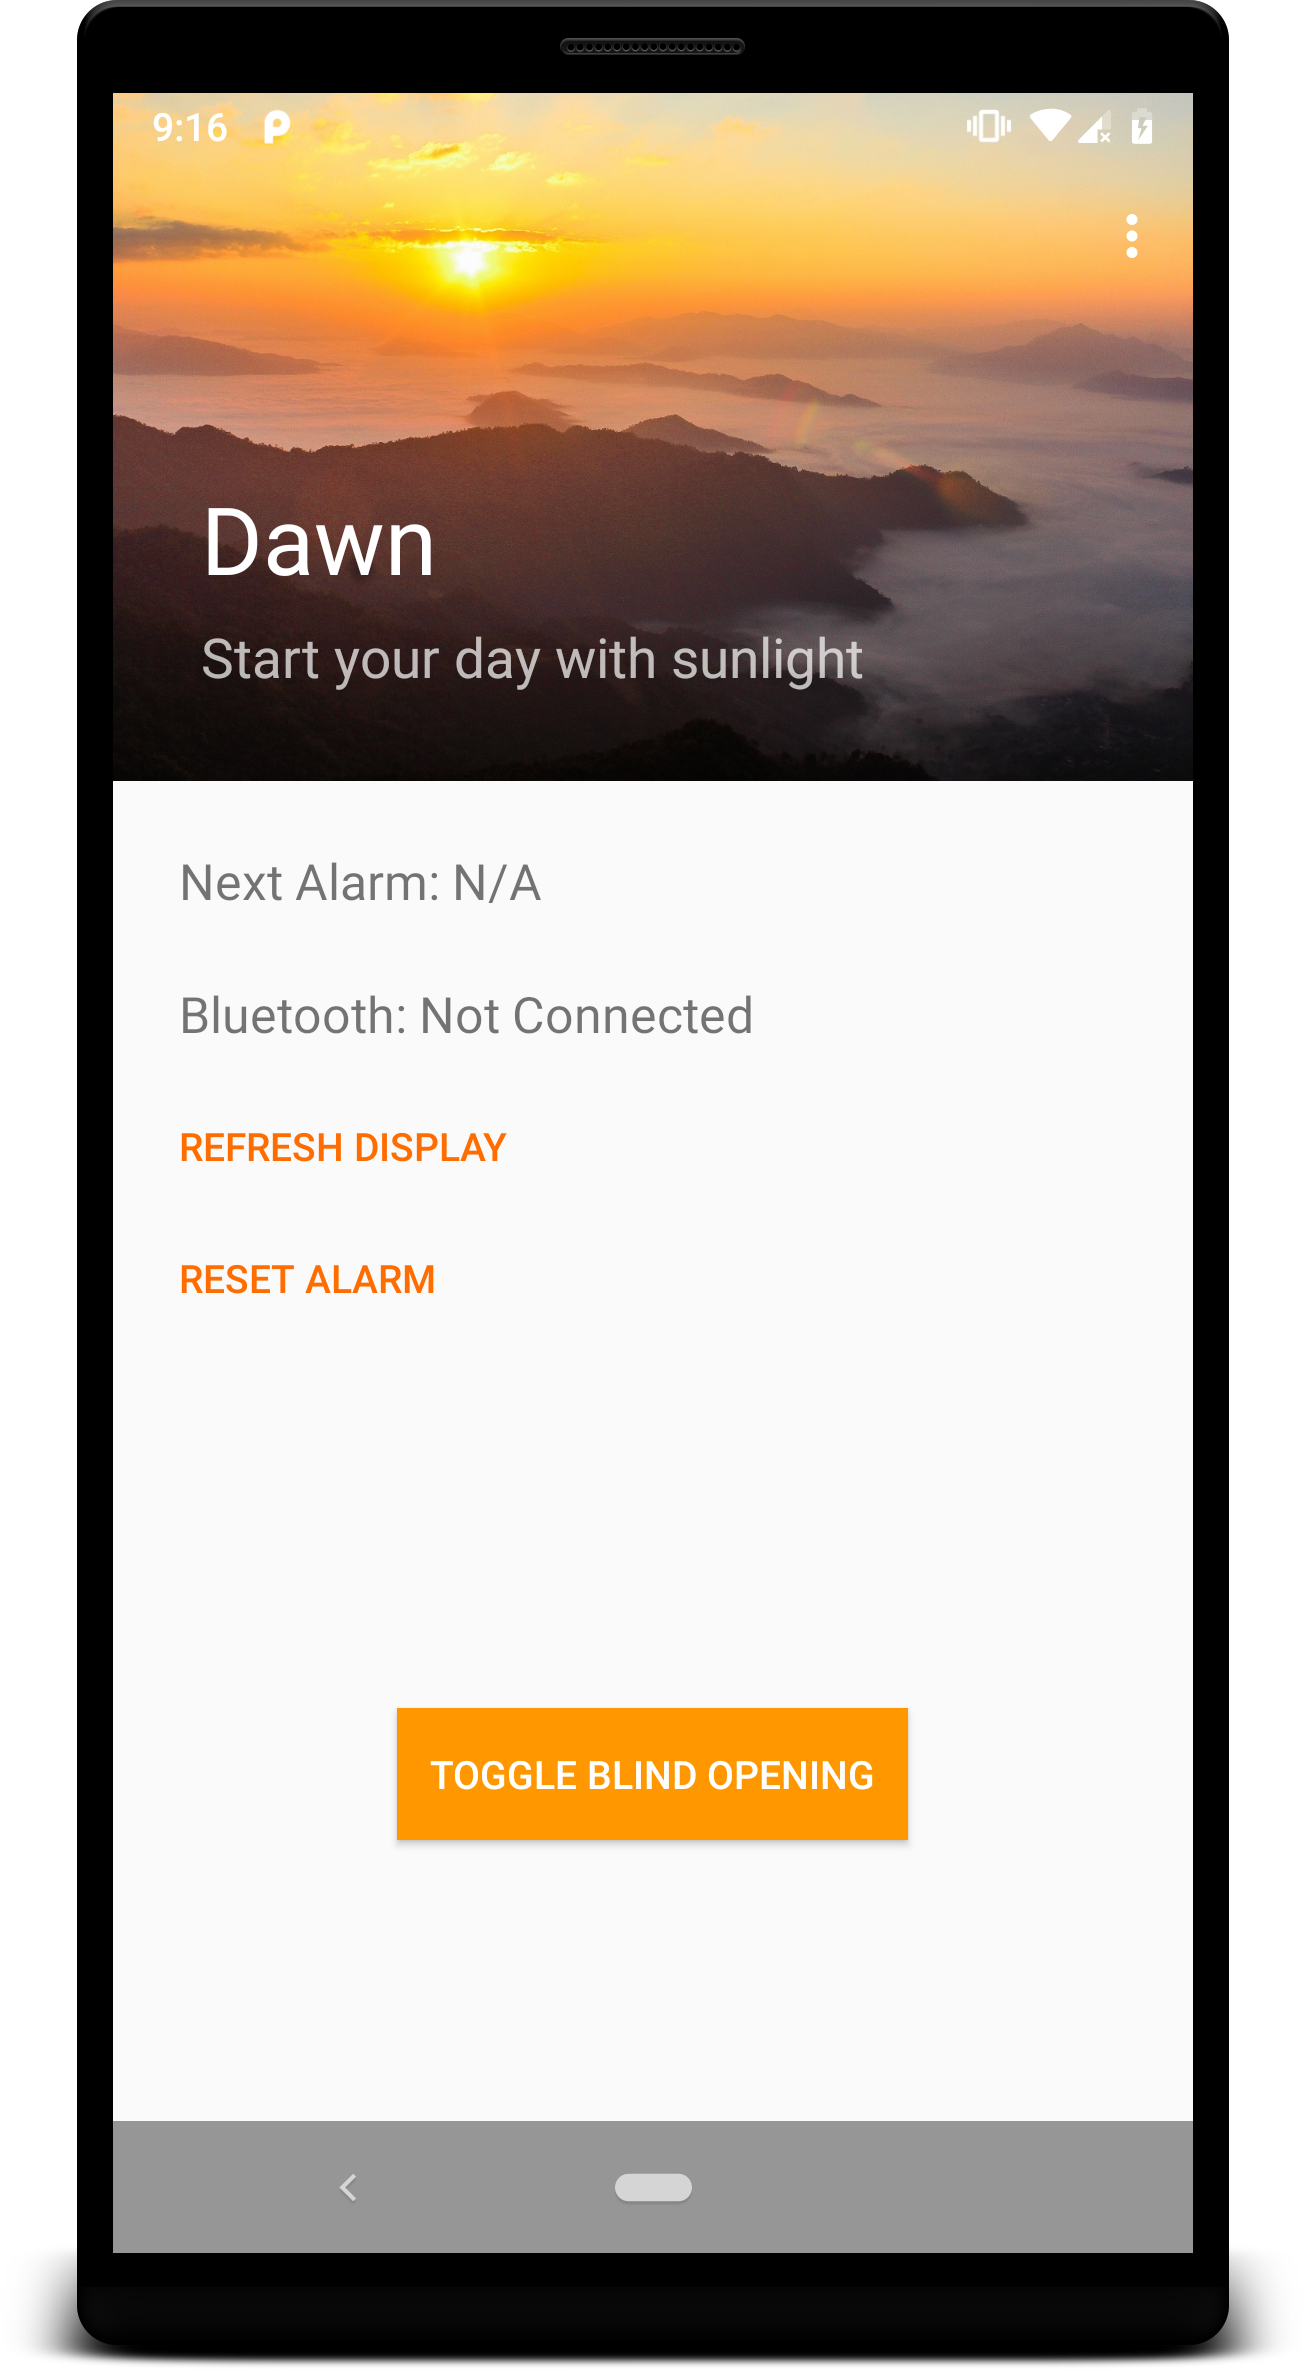 9:16
Dawn
Start your day with sunlight
Next Alarm: N/A
Bluetooth: Not Connected
REFRESH DISPLAY
RESET ALARM
TOGGLE BLIND OPENING